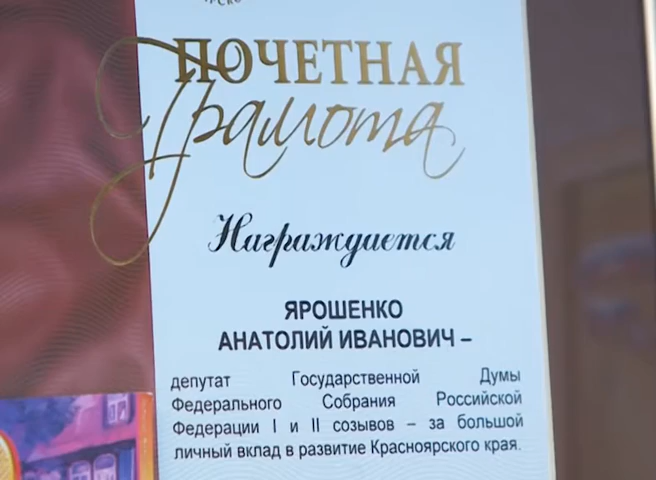 ПОЧЕТНАЯ
Грамота
Награждается
ЯРОШЕНКО
АНАТОЛИЙ ИВАНОВИЧ –
депутат Государственной Думы
Федерального Собрания Российской
Федерации I и II созывов – за большой
личный вклад в развитие Красноярского края.